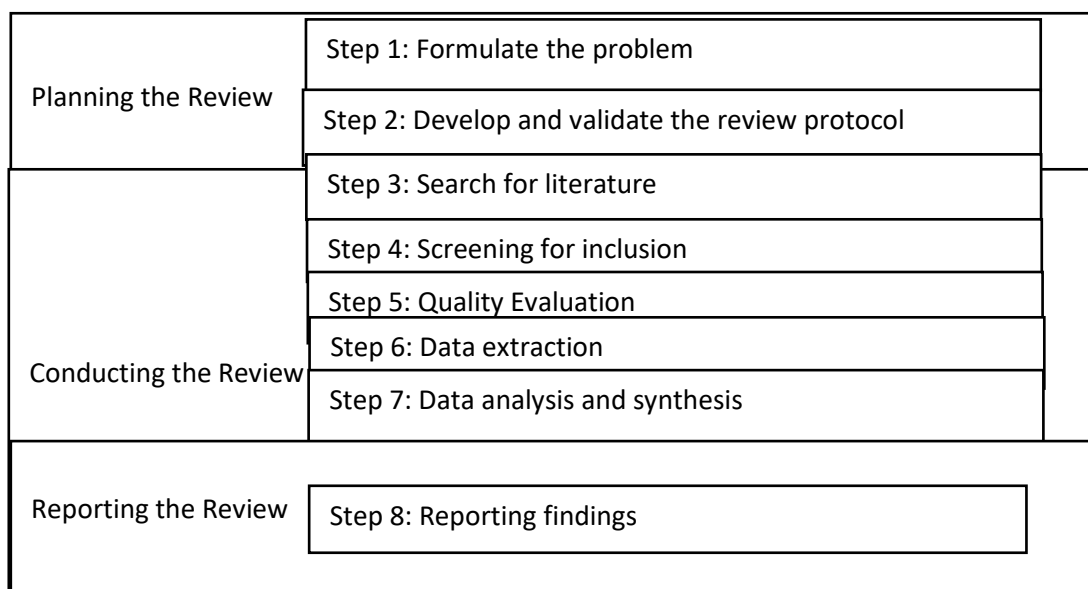 Planning the Review
Step 1: Formulate the problem
Step 2: Develop and validate the review protocol
Conducting the Review
Step 3: Search for literature
Step 4: Screening for inclusion
Step 5: Quality Evaluation
Step 6: Data extraction
Step 7: Data analysis and synthesis
Reporting the Review
Step 8: Reporting findings